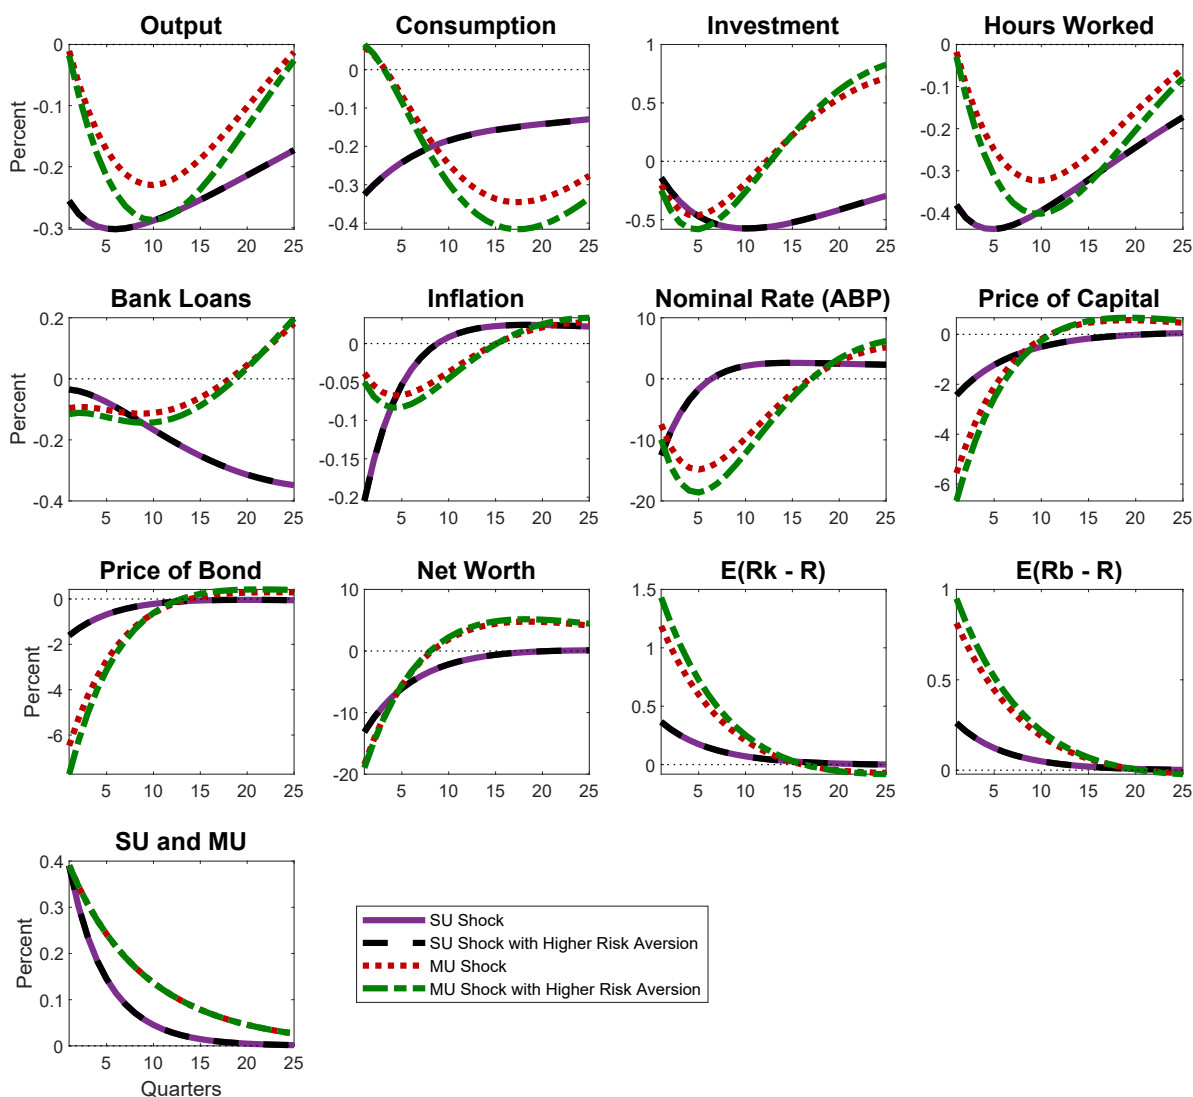 Output
Consumption
Investment
Hours Worked
Percent
0
-0.1
-0.2
-0.3
5 10 15 20 25
0
-0.1
-0.2
-0.3
-0.4
5 10 15 20 25
1
0.5
0
-0.5
5 10 15 20 25
0
-0.1
-0.2
-0.3
-0.4
5 10 15 20 25
Bank Loans
Inflation
Nominal Rate (ABP)
Price of Capital
Percent
0.2
0
-0.2
-0.4
5 10 15 20 25
0
-0.05
-0.1
-0.15
-0.2
5 10 15 20 25
10
0
-10
-20
5 10 15 20 25
0
-2
-4
-6
5 10 15 20 25
Price of Bond
Net Worth
E(Rk - R)
E(Rb - R)
Percent
0
-2
-4
-6
5 10 15 20 25
10
0
-10
-20
5 10 15 20 25
1.5
1
0.5
0
5 10 15 20 25
1
0.5
0
5 10 15 20 25
SU and MU
Percent
0.4
0.3
0.2
0.1
0
5 10 15 20 25
Quarters
SU Shock
SU Shock with Higher Risk Aversion
MU Shock
MU Shock with Higher Risk Aversion